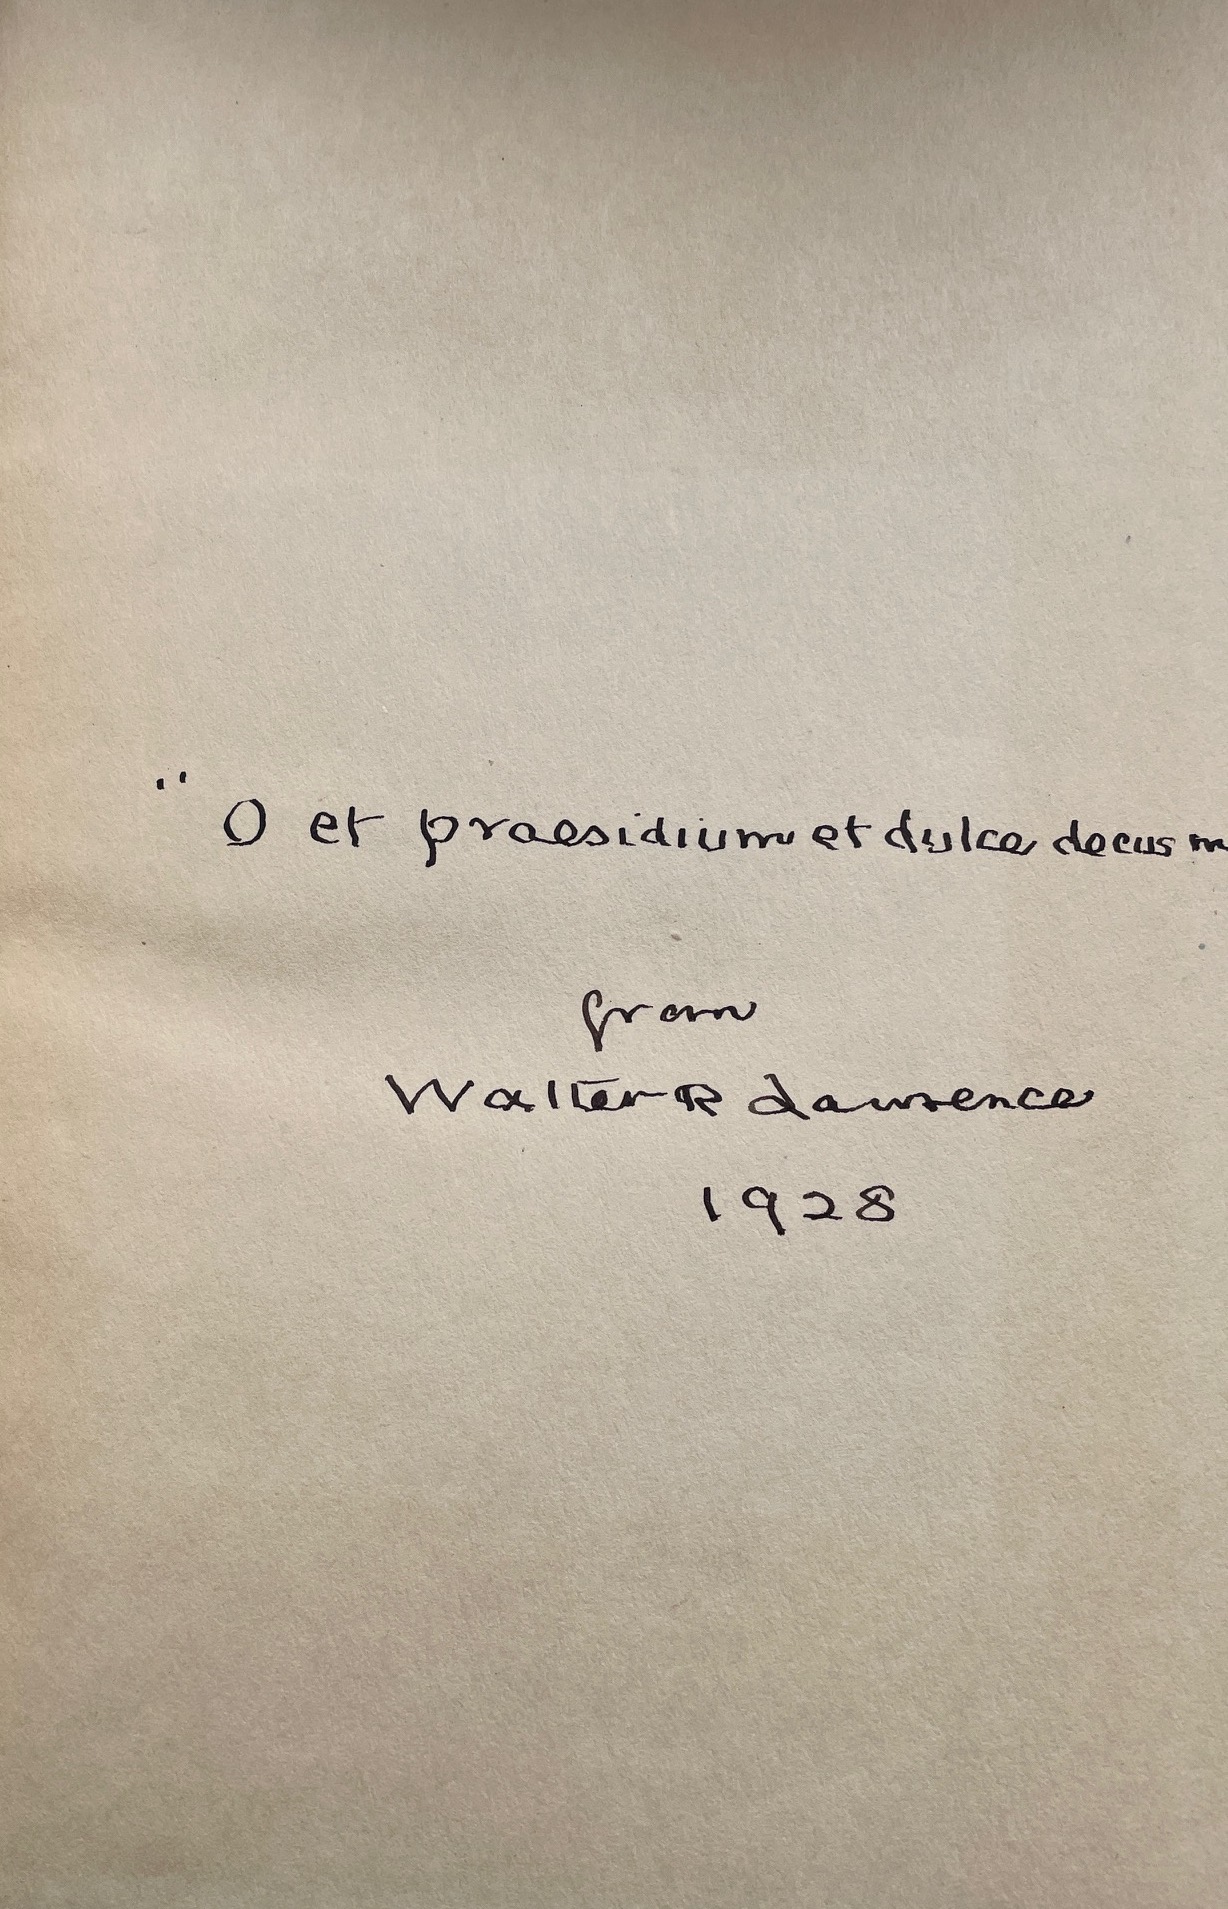 " O et praesidium et dulce decus m
from
Walter R Lawrence
1928